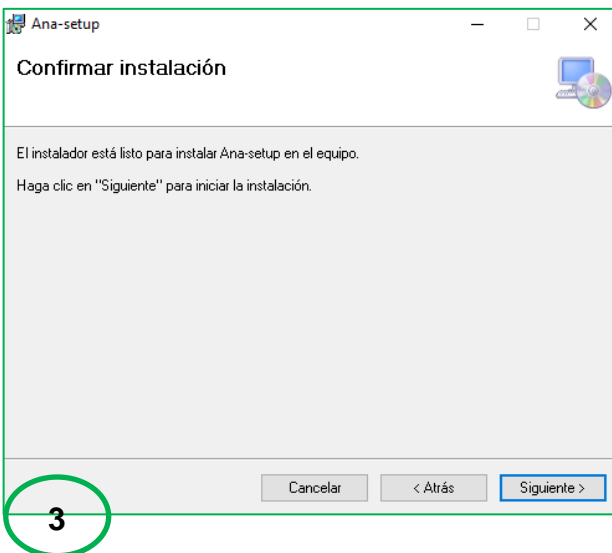 Ana-setup
Confirmar instalación
El instalador está listo para instalar Ana-setup en el equipo.
Haga clic en "Siguiente" para iniciar la instalación.
Cancelar
< Atrás
Siguiente >
3